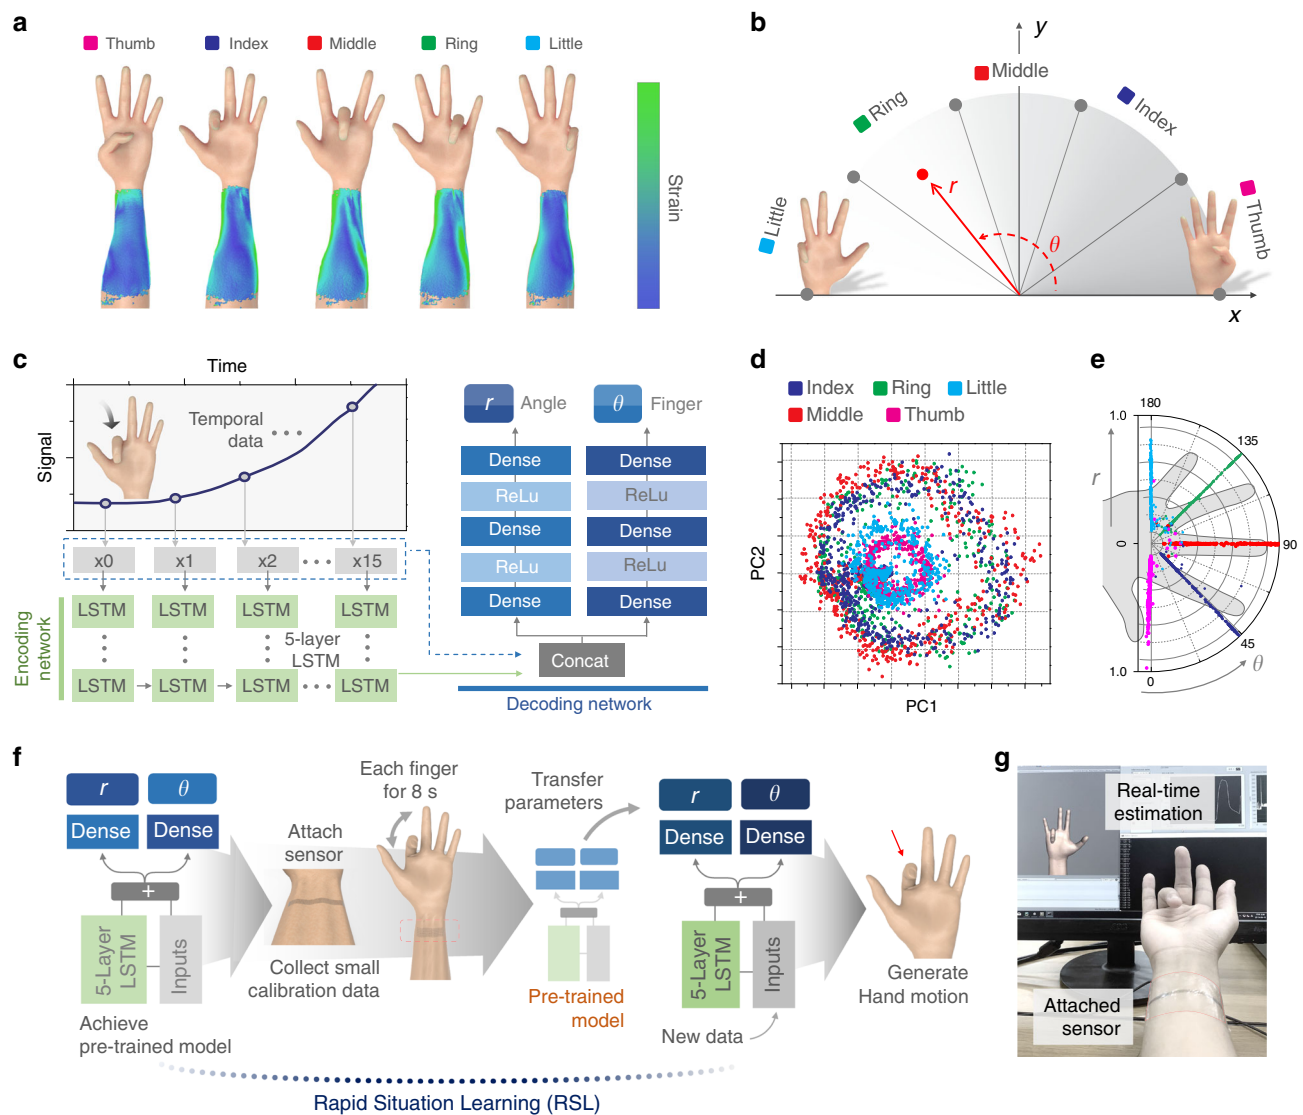 a
Thumb
Index
Middle
Ring
Little
Strain
b
y
Middle
Ring
Index
Little
Thumb
r
θ
x
c
Time
Signal
Temporal
data
x0
x1
x2
x15
LSTM
LSTM
LSTM
LSTM
5-layer
LSTM
LSTM
LSTM
LSTM
LSTM
Encoding
network
r
Angle
θ
Finger
Dense
Dense
ReLu
ReLu
Dense
Dense
ReLu
ReLu
Dense
Dense
Concat
Decoding network
d
Index
Ring
Little
Middle
Thumb
PC2
PC1
e
180
1.0
135
r
0
90
45
1.0
0
θ
f
r
θ
Dense
Dense
+
5-Layer
LSTM
Inputs
Achieve
pre-trained model
Attach
sensor
Each finger
for 8 s
Collect small
calibration data
Transfer
parameters
Pre-trained
model
r
θ
Dense
Dense
+
5-Layer
LSTM
Inputs
New data
Generate
Hand motion
Rapid Situation Learning (RSL)
g
Real-time
estimation
Attached
sensor